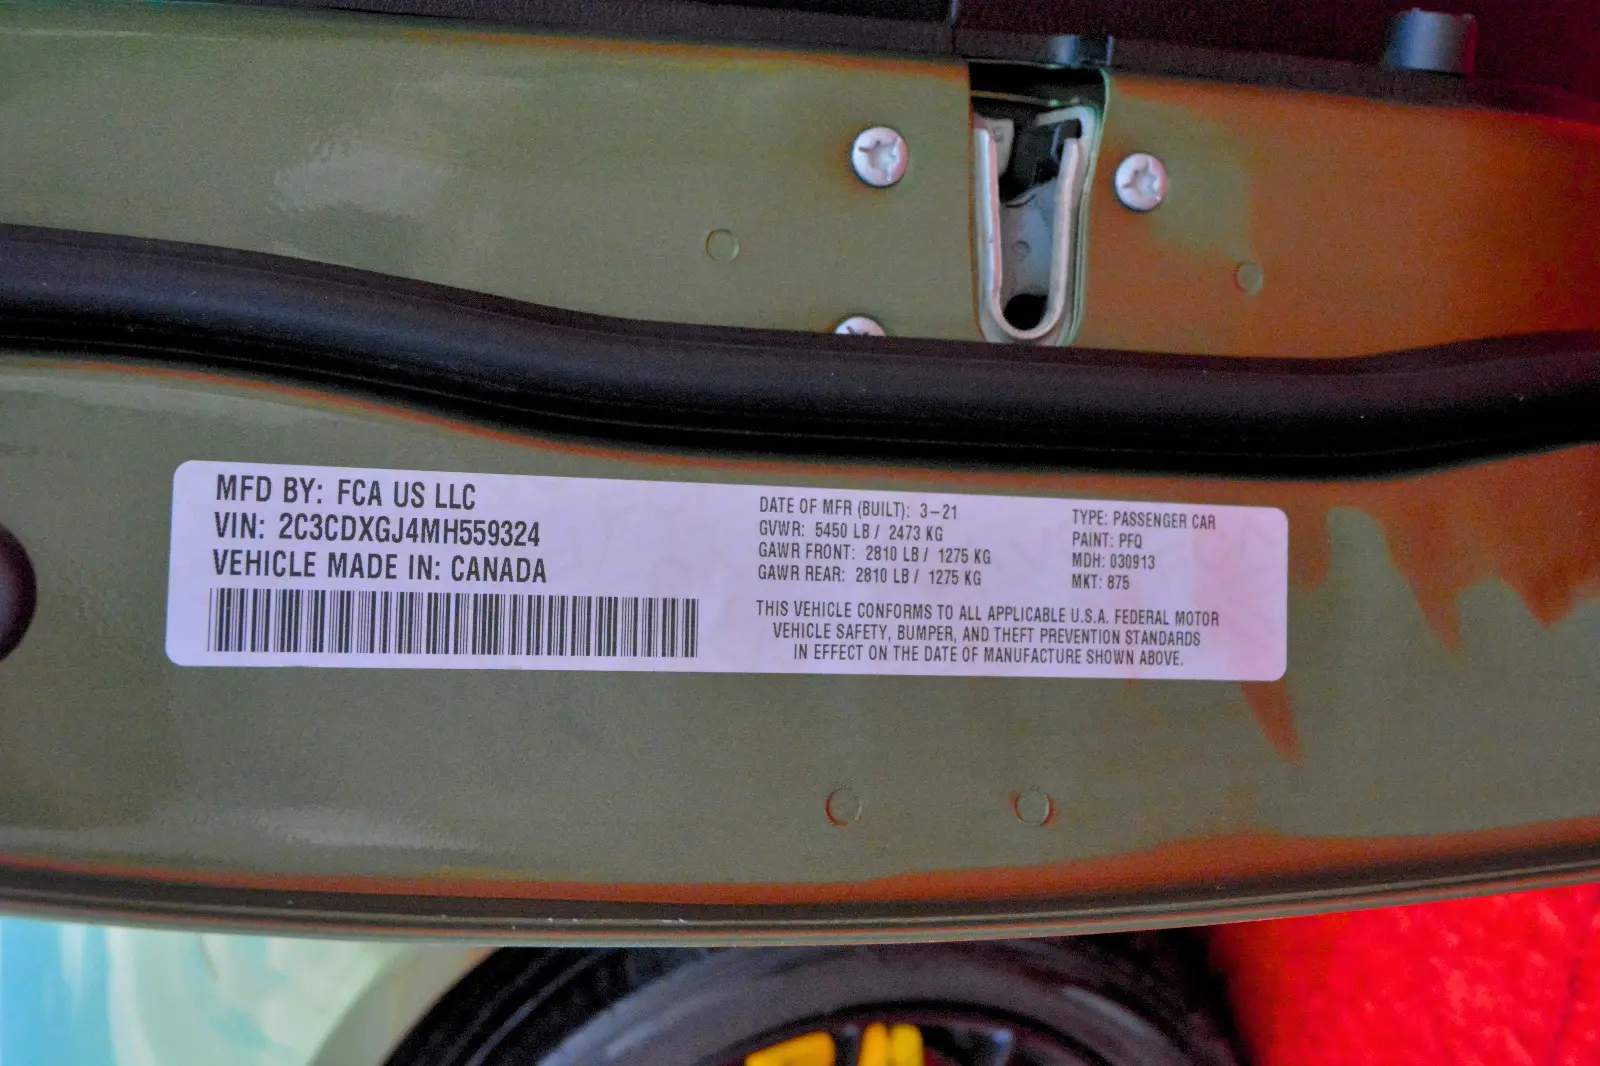 MFD BY: FCA US LLC
VIN: 2C3CDXGJ4MH559324
VEHICLE MADE IN: CANADA
DATE OF MFR (BUILT): 3-21
GVWR: 5450 LB / 2473 KG
GAWR FRONT: 2810 LB / 1275 KG
GAWR REAR: 2810 LB / 1275 KG
TYPE: PASSENGER CAR
PAINT: PFQ
MDH: 030913
MKT: 875
THIS VEHICLE CONFORMS TO ALL APPLICABLE U.S.A. FEDERAL MOTOR
VEHICLE SAFETY, BUMPER, AND THEFT PREVENTION STANDARDS
IN EFFECT ON THE DATE OF MANUFACTURE SHOWN ABOVE.